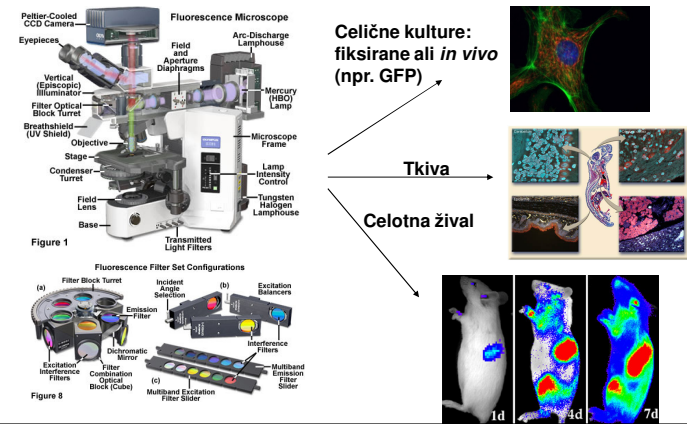 Fluorescence Microscope
Peltier-Cooled
CCD Camera
Eyepieces
Vertical
(Episcopic)
Illuminator
Filter Optical
Block Turret
Breathshield
(UV Shield)
Objective
Stage
Condenser
Turret
Field
Lens
Base
Figure 1
Field
and
Aperture
Diaphragms
Arc-Discharge
Lamphouse
Mercury
(HBO)
Lamp
Microscope
Frame
Lamp
Intensity
Control
Tungsten
Halogen
Lamphouse
Transmitted
Light Filters
Celične kulture:
fiksirane ali in vivo
(npr. GFP)
Tkiva
Celotna žival
Fluorescence Filter Set Configurations
Filter Block Turret
(a)
Emission
Filter
Dichromatic
Mirror
Excitation
Interference
Filters
Filter
Combination
Optical
Block (Cube)
Figure 8
Incident
Angle
Selection
(b)
Excitation
Balancers
Interference
Filters
Multiband
Emission
Filter
Slider
(c)
Multiband Excitation
Filter Slider
1d
4d
7d